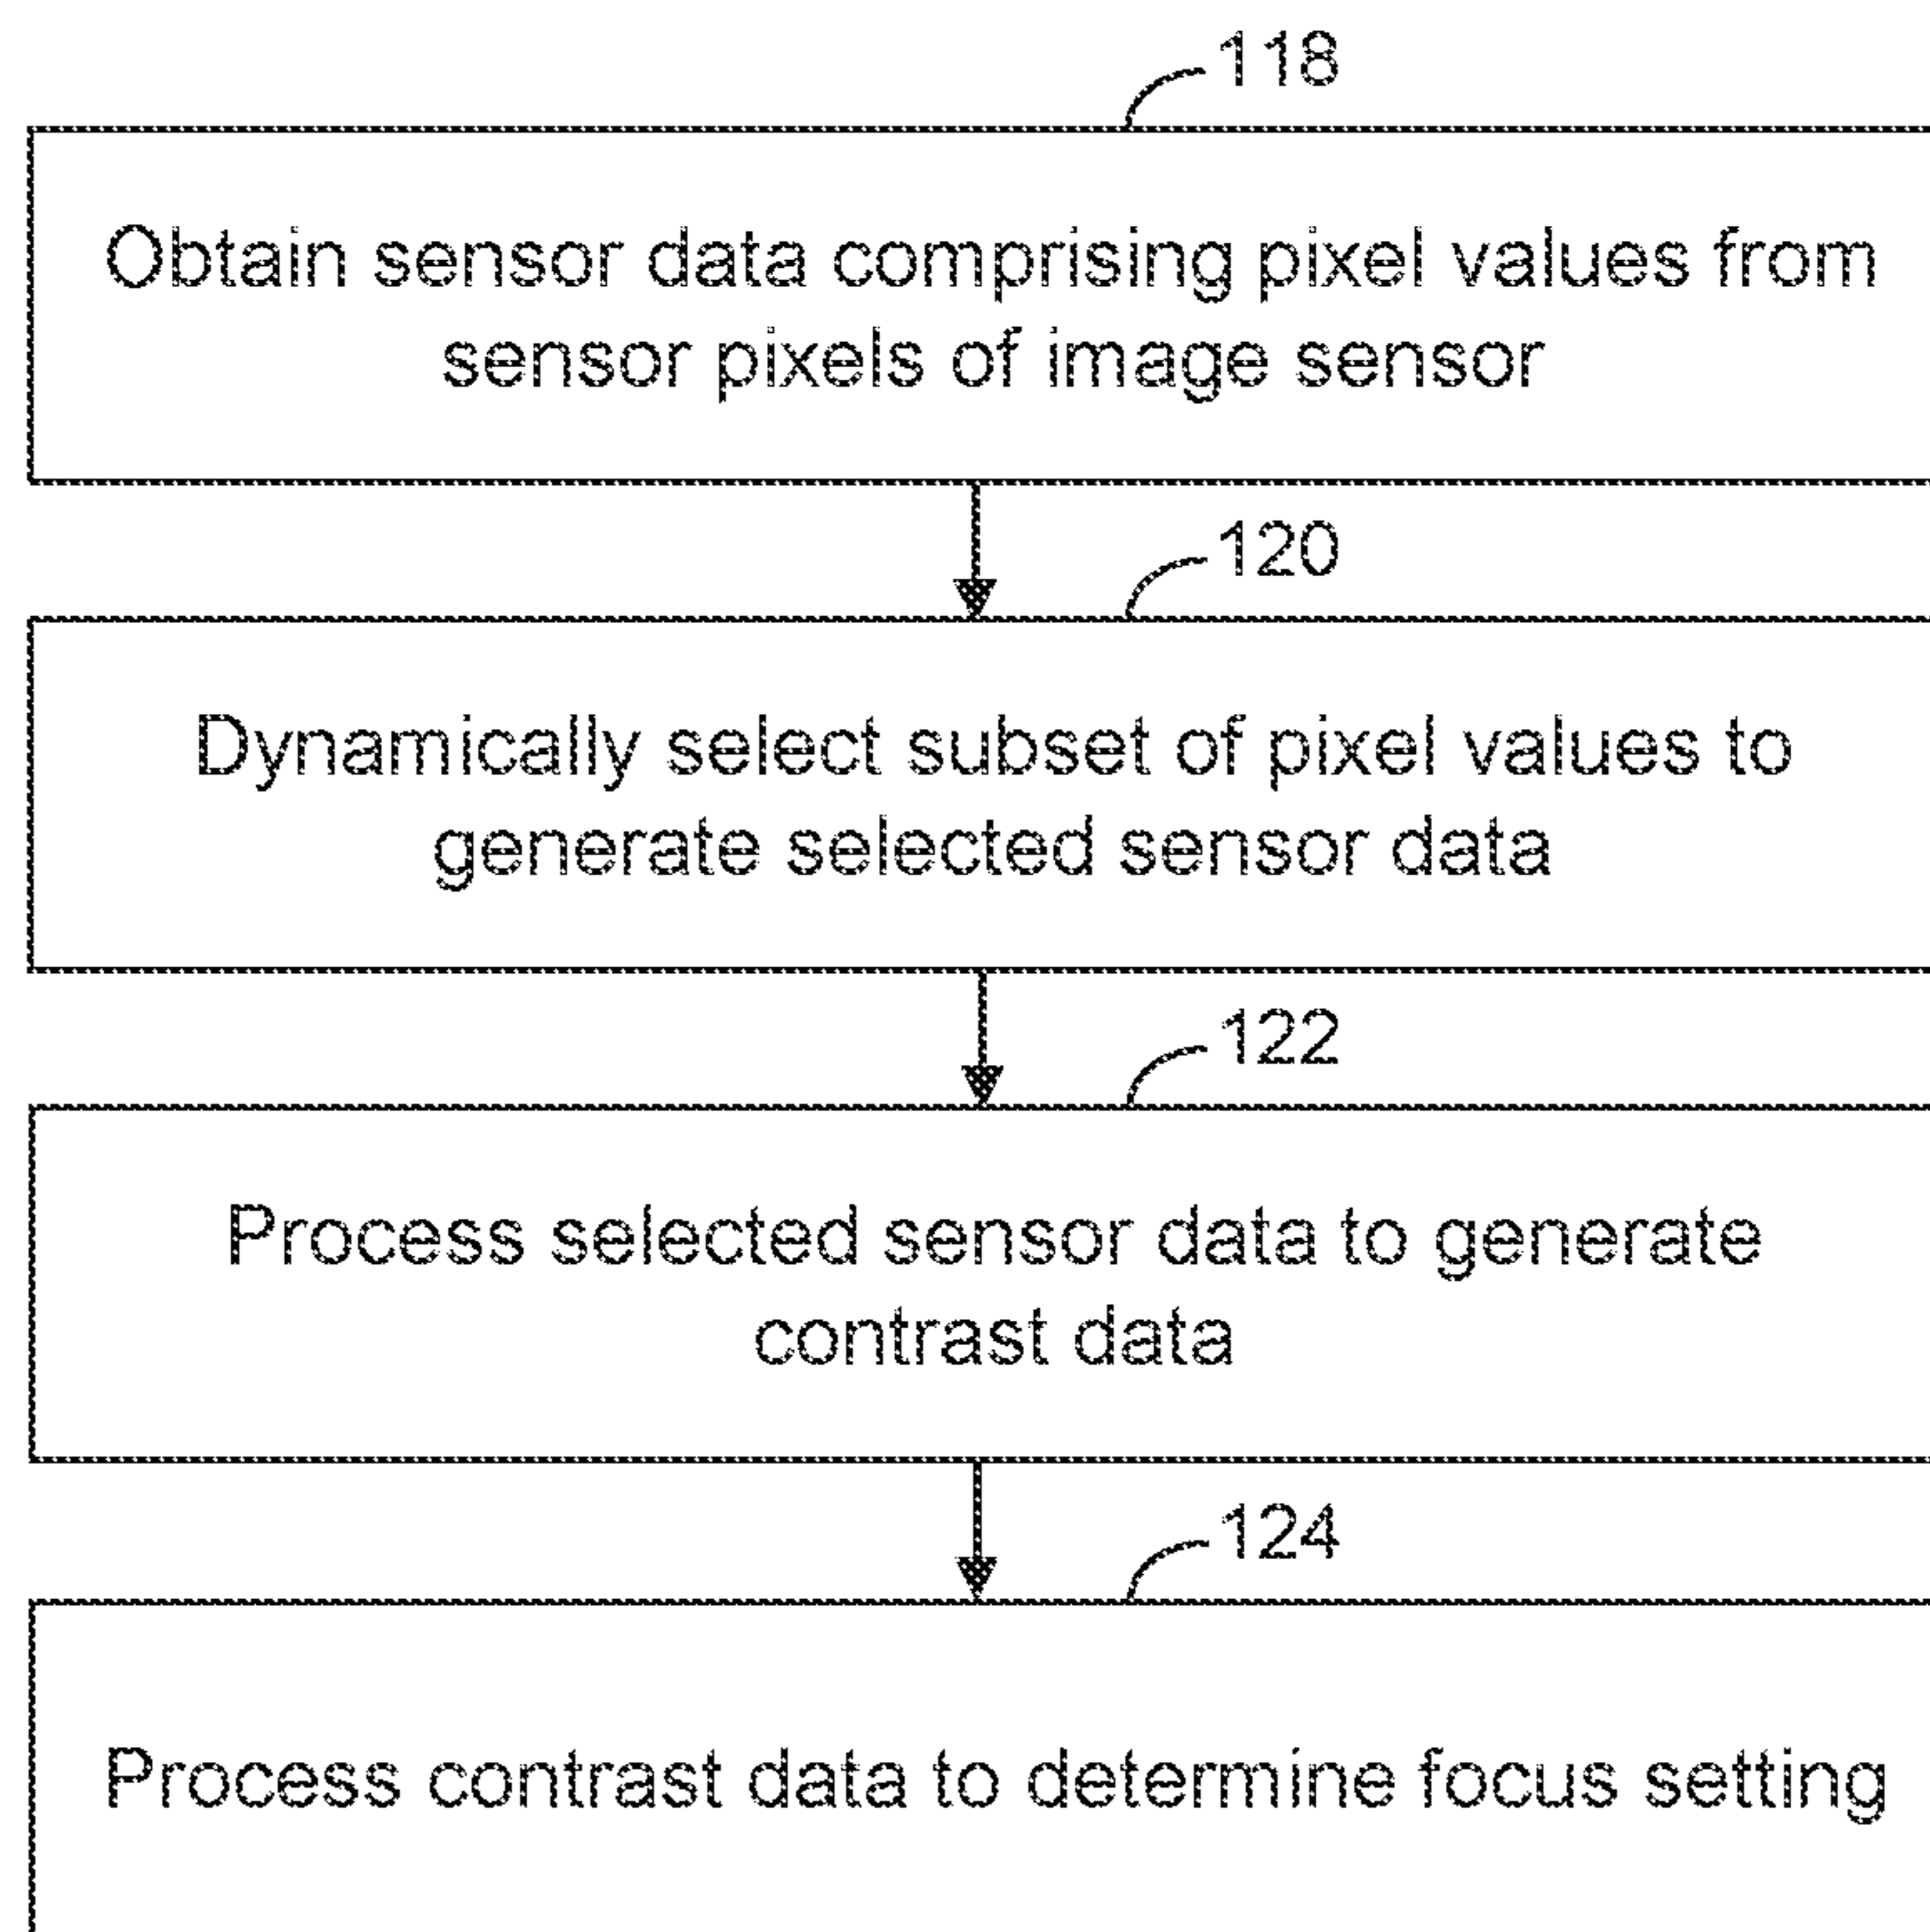 118
Obtain sensor data comprising pixel values from
sensor pixels of image sensor
120
Dynamically select subset of pixel values to
generate selected sensor data
122
Process selected sensor data to generate
contrast data
124
Process contrast data to determine focus setting